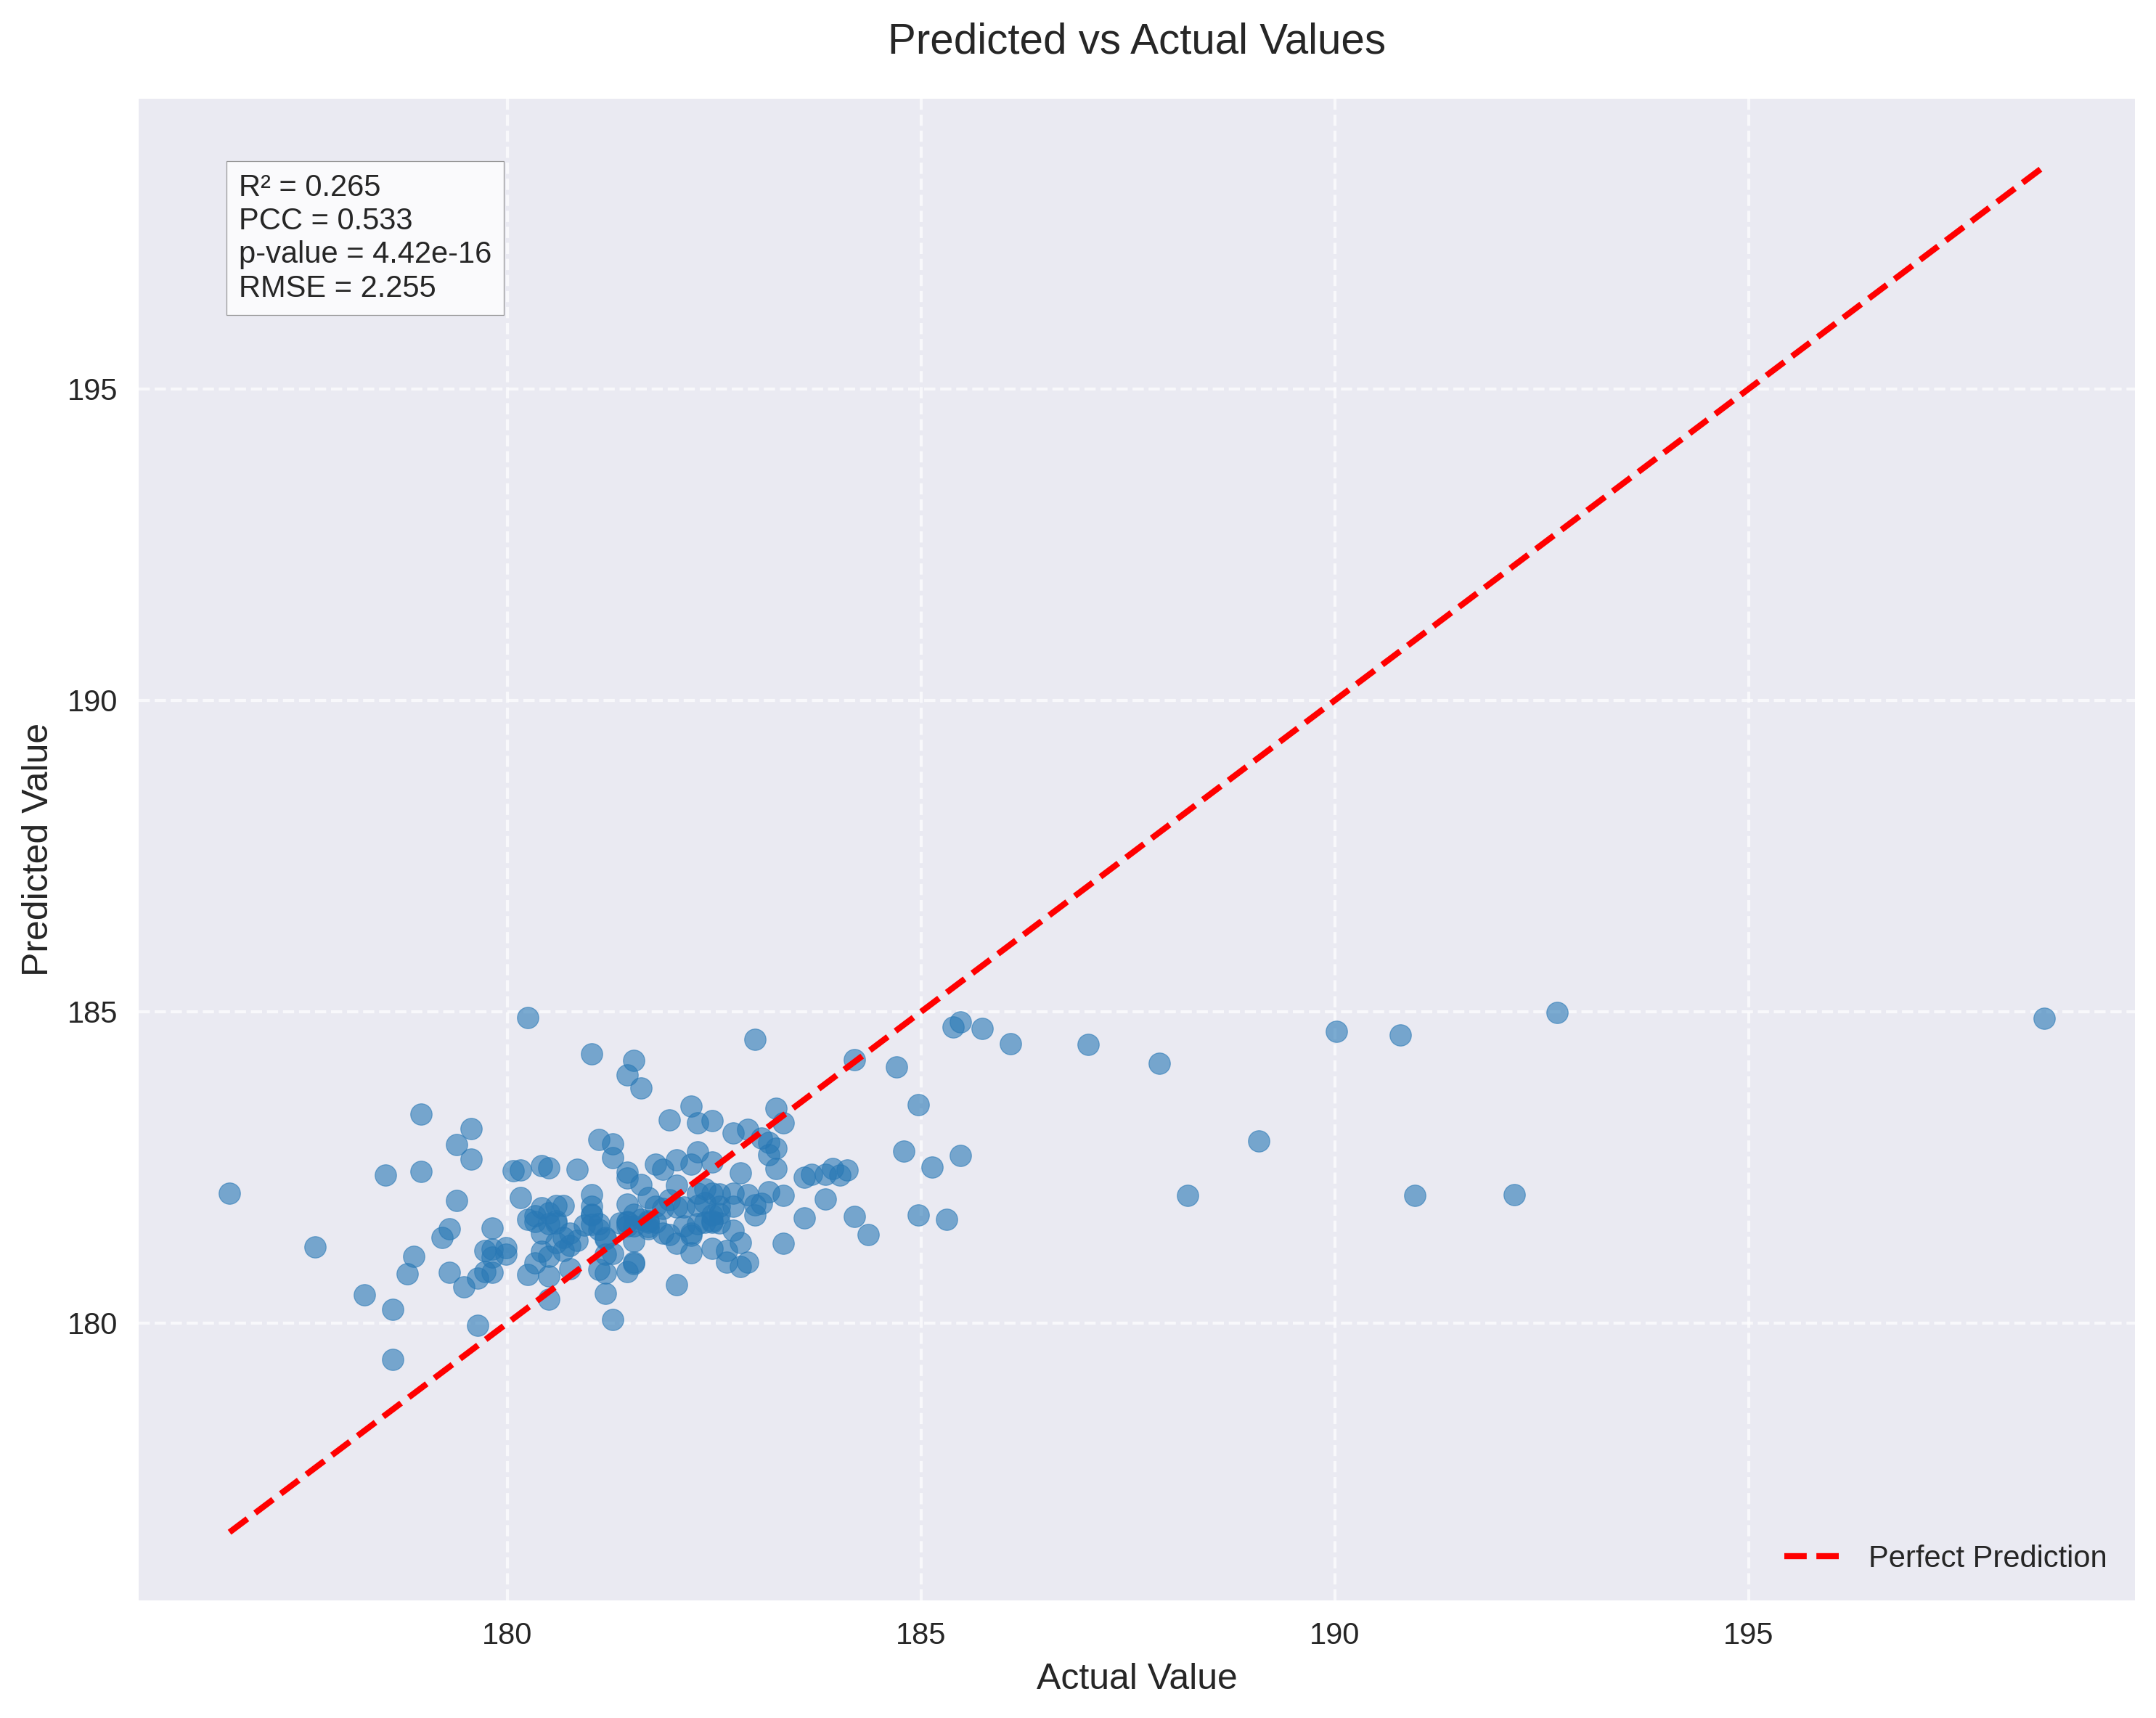 Predicted vs Actual Values
R² = 0.265
PCC = 0.533
p-value = 4.42e-16
RMSE = 2.255
195
190
185
180
Predicted Value
Perfect Prediction
180
185
190
195
Actual Value